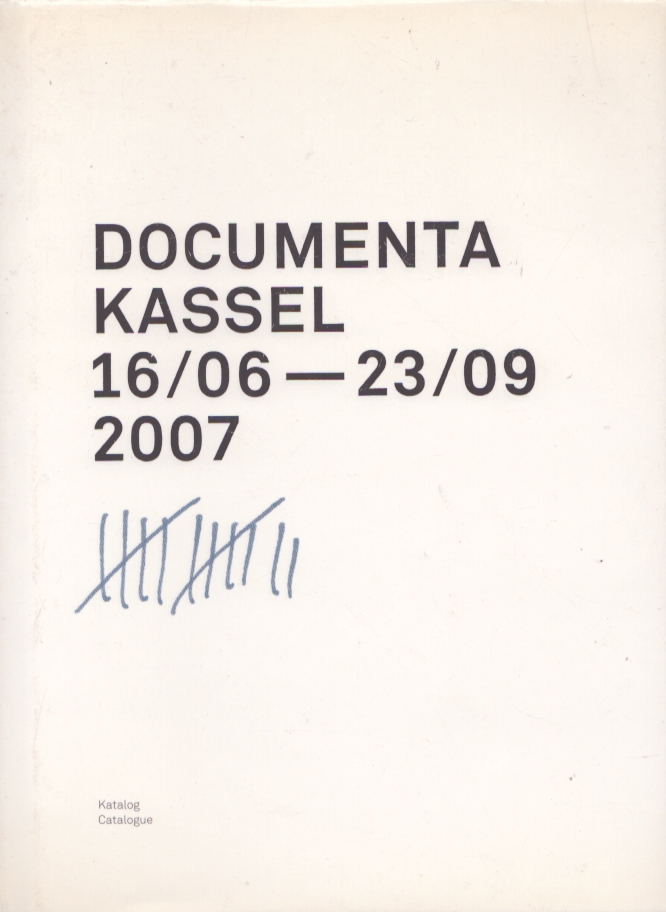 DOCUMENTA
KASSEL
16/06—23/09
2007
Katalog
Catalogue